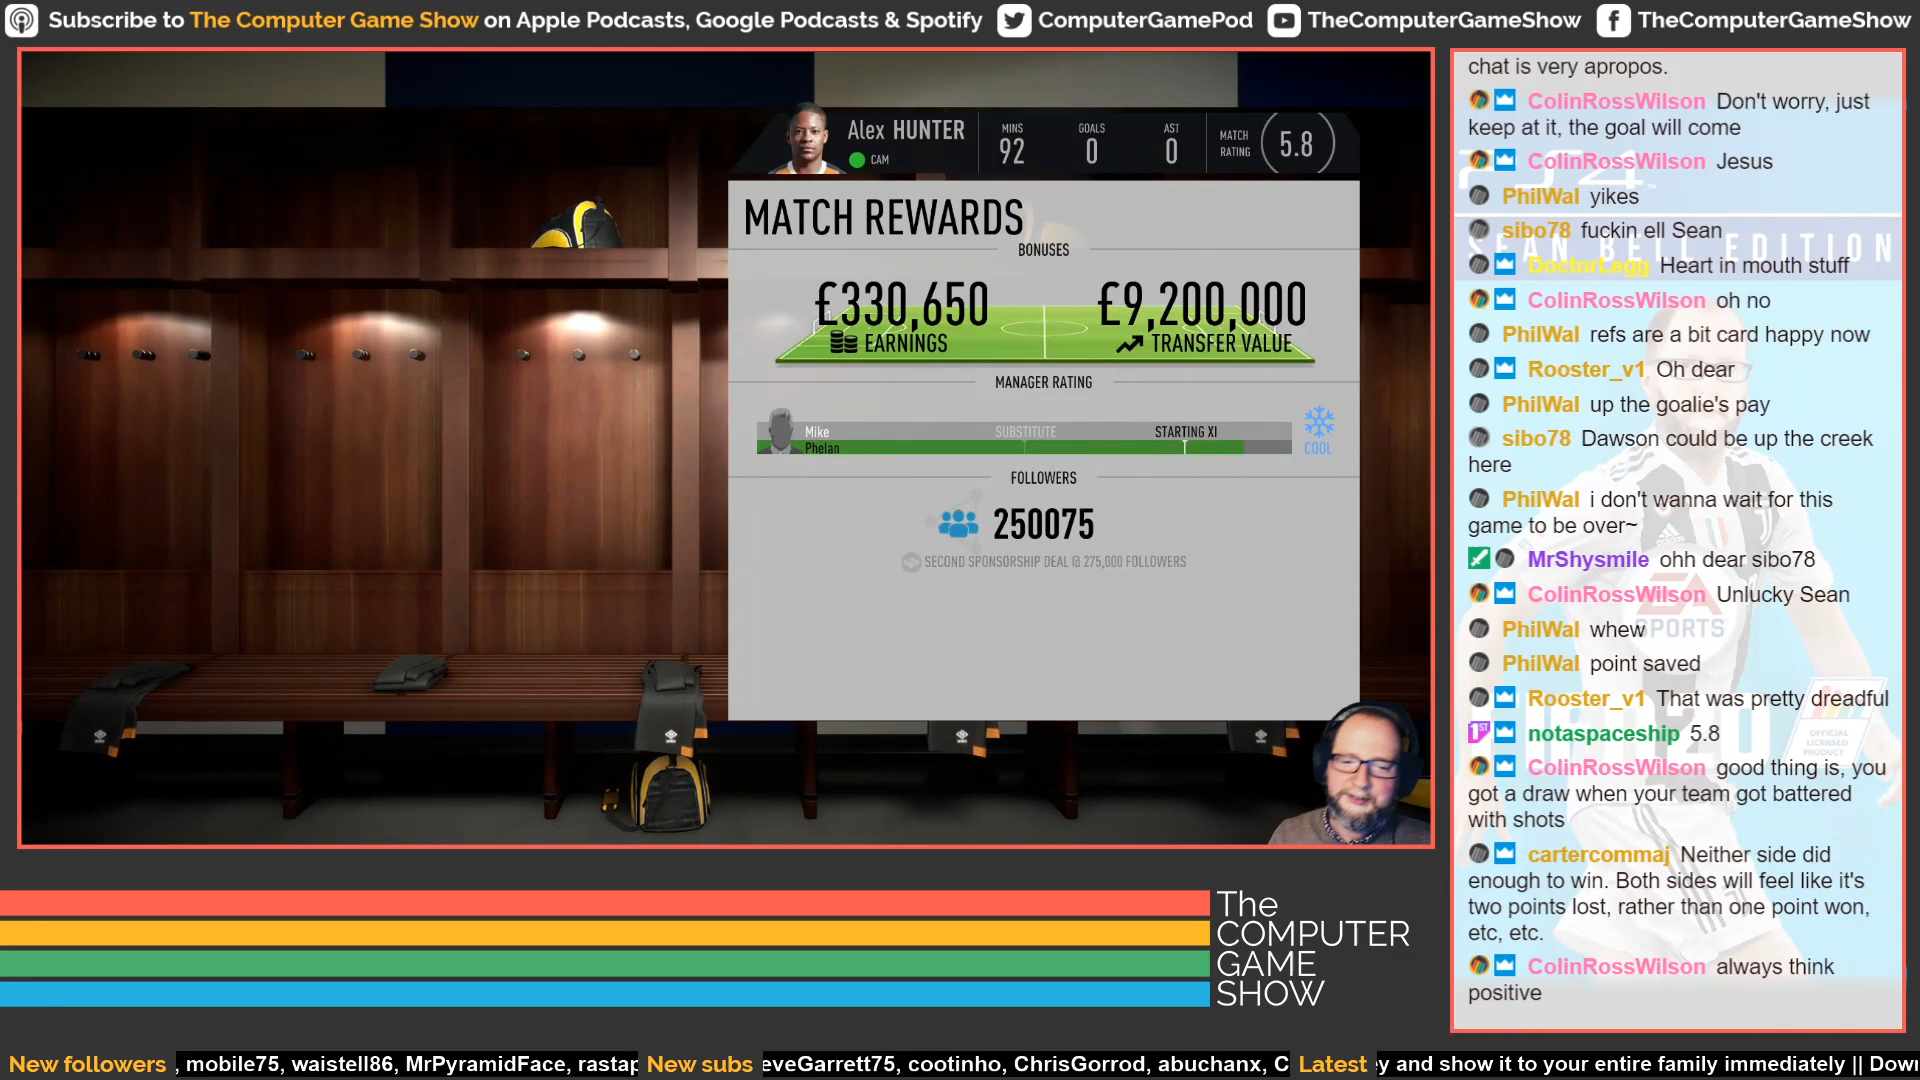 Subscribe to The Computer Game Show on Apple Podcasts, Google Podcasts & Spotify ComputerGamePod TheComputerGameShow TheComputerGameShow
Alex HUNTER
CAM
MINS
92
GOALS
0
AST
0
MATCH
RATING
5.8
MATCH REWARDS
BONUSES
£330,650
EARNINGS
£9,200,000
TRANSFER VALUE
MANAGER RATING
Mike
Phelan
SUBSTITUTE
STARTING XI
COOL
FOLLOWERS
250075
SECOND SPONSORSHIP DEAL @ 275,000 FOLLOWERS
chat is very apropos.
ColinRossWilson Don't worry, just
keep at it, the goal will come
ColinRossWilson Jesus
PhilWal yikes
sibo78 fuckin ell Sean
SEAN BELL EDITION
DoctorLegg Heart in mouth stuff
ColinRossWilson oh no
PhilWal refs are a bit card happy now
Rooster_v1 Oh dear
PhilWal up the goalie's pay
sibo78 Dawson could be up the creek
here
PhilWal i don't wanna wait for this
game to be over~
MrShysmile ohh dear sibo78
ColinRossWilson Unlucky Sean
EA
SPORTS
PhilWal whew
PhilWal point saved
Rooster_v1 That was pretty dreadful
notaspaceship 5.8
OFFICIAL
LICENSED
PRODUCT
ColinRossWilson good thing is, you
got a draw when your team got battered
with shots
cartercommaj Neither side did
enough to win. Both sides will feel like it's
two points lost, rather than one point won,
etc, etc.
ColinRossWilson always think
positive
The
COMPUTER
GAME
SHOW
New followers , mobile75, waistell86, MrPyramidFace, rastap New subs eveGarrett75, cootinho, ChrisGorrod, abuchanx, C Latest y and show it to your entire family immediately || Dow